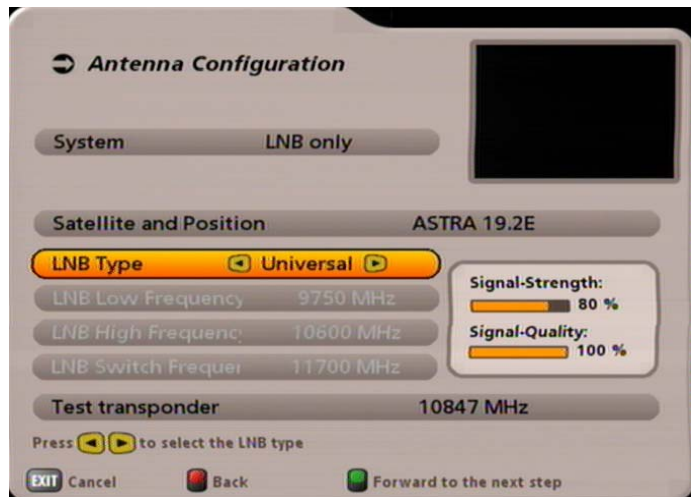 Antenna Configuration
System LNB only
Satellite and Position ASTRA 19.2E
LNB Type Universal
LNB Low Frequency 9750 MHz
LNB High Frequenc 10600 MHz
LNB Switch Frequer 11700 MHz
Signal-Strength:
80 %
Signal-Quality:
100 %
Test transponder 10847 MHz
Press to select the LNB type
EXIT Cancel Back Forward to the next step